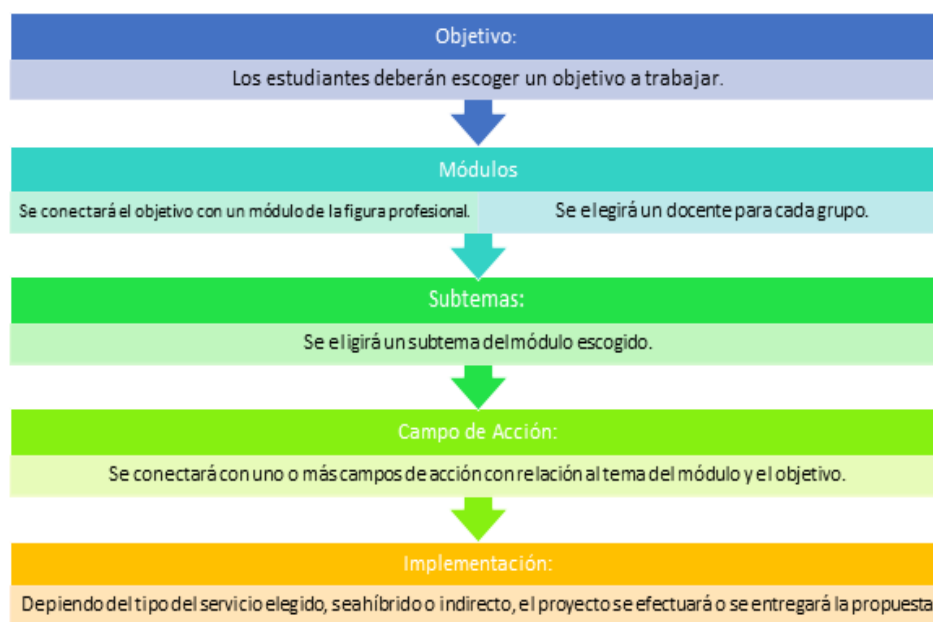 Objetivo:
Los estudiantes deberán escoger un objetivo a trabajar.
Módulos
Se conectará el objetivo con un módulo de la figura profesional.
Se elegirá un docente para cada grupo.
Subtemas:
Se eligirá un subtema del módulo escogido.
Campo de Acción:
Se conectará con uno o más campos de acción con relación al tema del módulo y el objetivo.
Implementación:
Depiendo del tipo del servicio elegido, sea híbrido o indirecto, el proyecto se efectuará o se entregará la propuesta